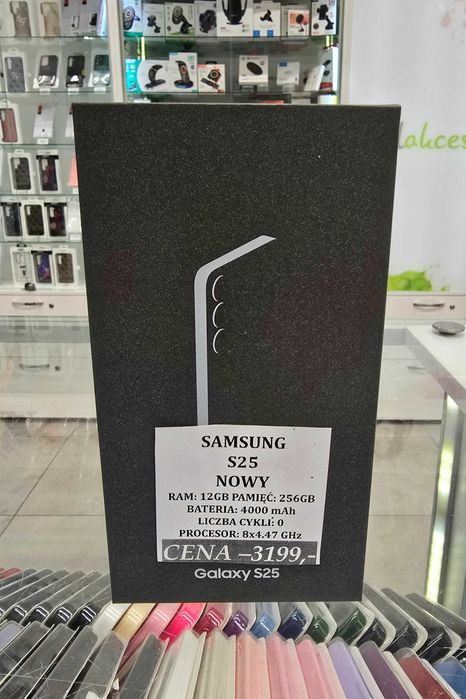 akces
SAMSUNG
S25
NOWY
RAM: 12GB PAMIĘĆ: 256GB
BATERIA: 4000 mAh
LICZBA CYKLI: 0
PROCESOR: 8x4.47 GHz
CENA –3199,-
Galaxy S25